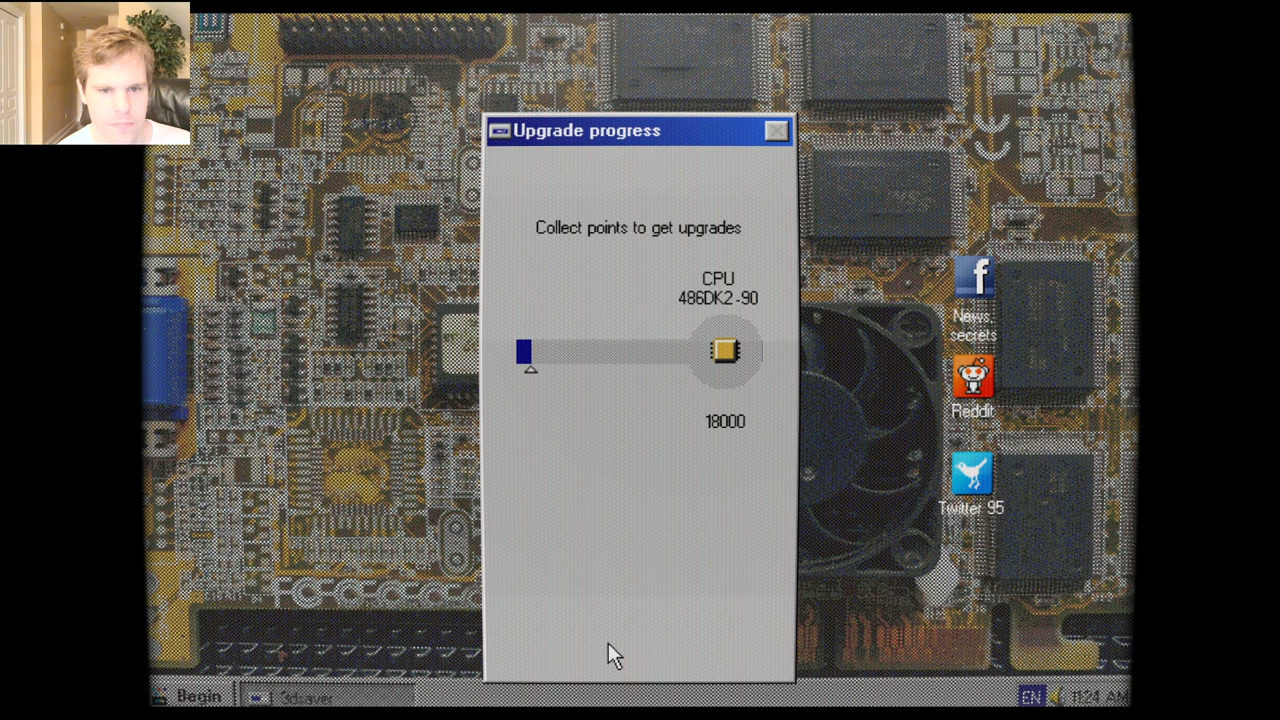 Upgrade progress
Collect points to get upgrades
CPU
486DK2-90
18000
f
News,
secrets
Reddit
Twitter 95
Begin
3dsaver
EN
11:24 AM